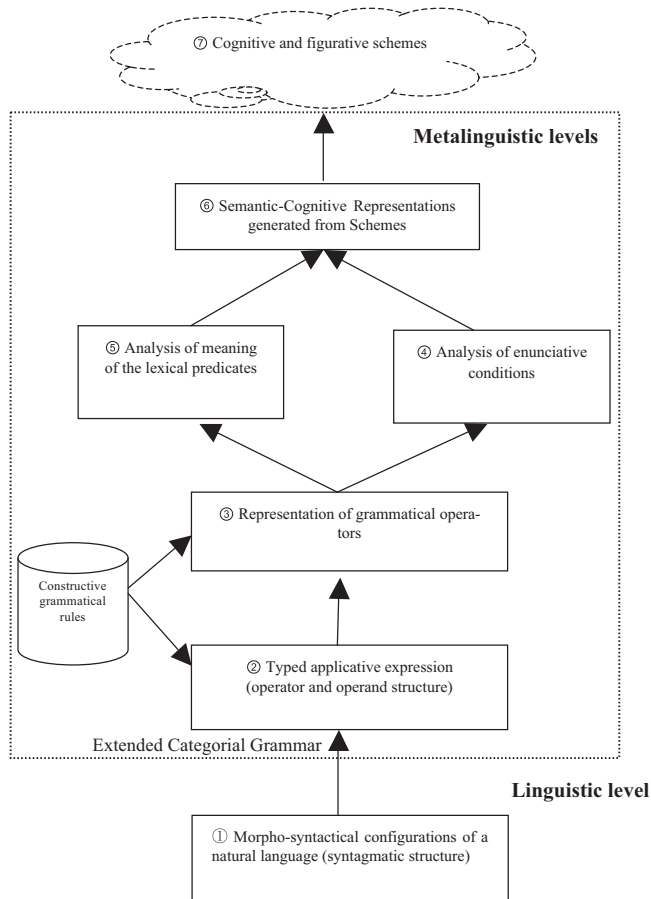 ⑦ Cognitive and figurative schemes
Metalinguistic levels
⑥ Semantic-Cognitive Representations
generated from Schemes
⑤ Analysis of meaning
of the lexical predicates
④ Analysis of enunciative
conditions
③ Representation of grammatical opera-
tors
Constructive
grammatical
rules
② Typed applicative expression
(operator and operand structure)
Extended Categorial Grammar
Linguistic level
① Morpho-syntactical configurations of a
natural language (syntagmatic structure)